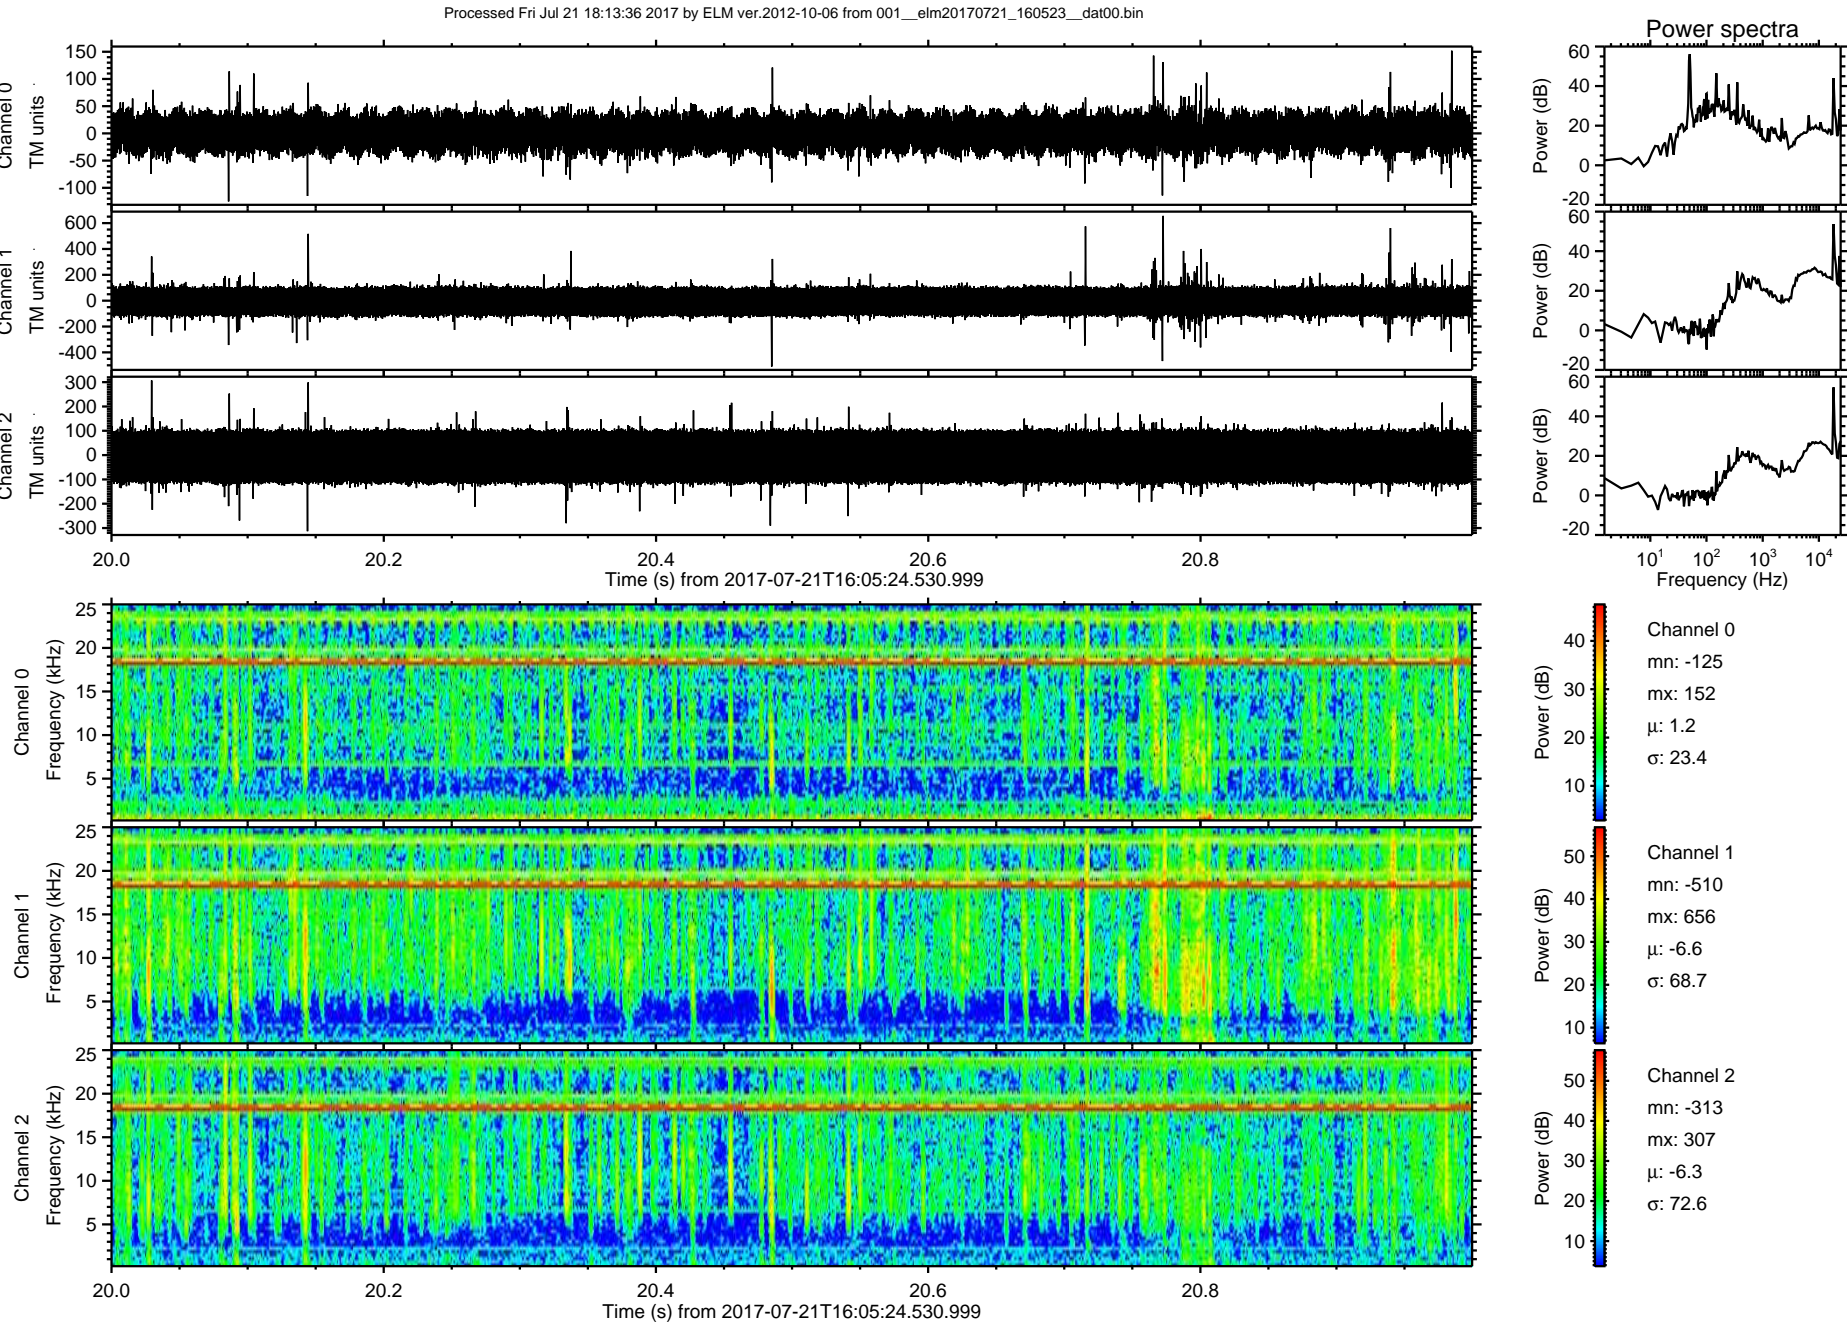 Processed Fri Jul 21 18:13:36 2017 by ELM ver.2012-10-06 from 001__elm20170721_160523__dat00.bin
Power spectra
Channel 0
TM units
150
100
50
0
-50
-100
Power (dB)
60
40
20
0
-20
Channel 1
TM units
600
400
200
0
-200
-400
Power (dB)
60
40
20
0
-20
Channel 2
TM units
300
200
100
0
-100
-200
-300
Power (dB)
60
40
20
0
-20
20.0 20.2 20.4 20.6 20.8
Time (s) from 2017-07-21T16:05:24.530.999
10^1 10^2 10^3 10^4
Frequency (Hz)
Channel 0
Frequency (kHz)
25
20
15
10
5
Power (dB)
40
30
20
10
Channel 0
mn: -125
mx: 152
µ: 1.2
σ: 23.4
Channel 1
Frequency (kHz)
25
20
15
10
5
Power (dB)
50
40
30
20
10
Channel 1
mn: -510
mx: 656
µ: -6.6
σ: 68.7
Channel 2
Frequency (kHz)
25
20
15
10
5
Power (dB)
50
40
30
20
10
Channel 2
mn: -313
mx: 307
µ: -6.3
σ: 72.6
20.0 20.2 20.4 20.6 20.8
Time (s) from 2017-07-21T16:05:24.530.999